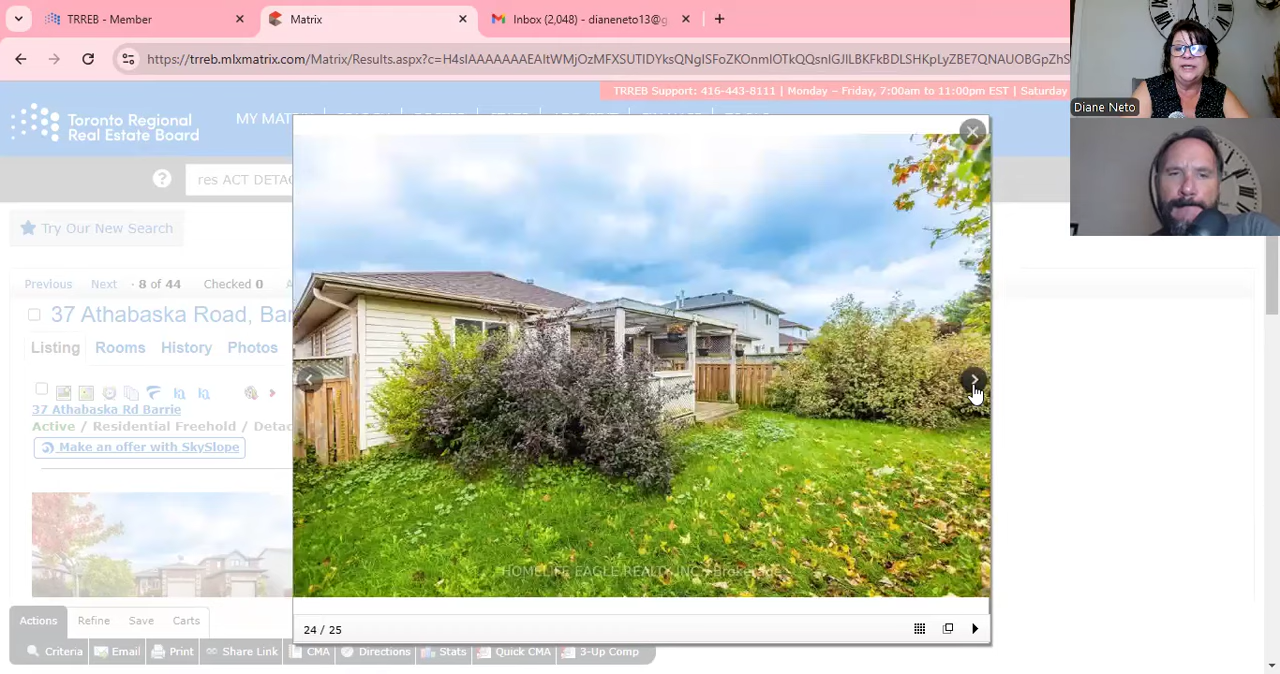 TRREB - Member
Matrix
Inbox (2,048) - dianeneto13@g
https://trreb.mlxmatrix.com/Matrix/Results.aspx?c=
TRREB Support: 416-443-8111 | Monday – Friday, 7:00am to 11:00pm EST | Saturday
Diane Neto
Toronto Regional
Real Estate Board
MY MAT
res ACT DETA
Try Our New Search
Previous Next · 8 of 44 Checked 0
37 Athabaska Road, Bar
Listing Rooms History Photos
37 Athabaska Rd Barrie
Active / Residential Freehold / Detac
Make an offer with SkySlope
HOMELIFE EAGLE REALTY INC., Brokerage
24 / 25
Actions Refine Save Carts
Criteria Email Print Share Link CMA Directions Stats Quick CMA 3-Up Comp